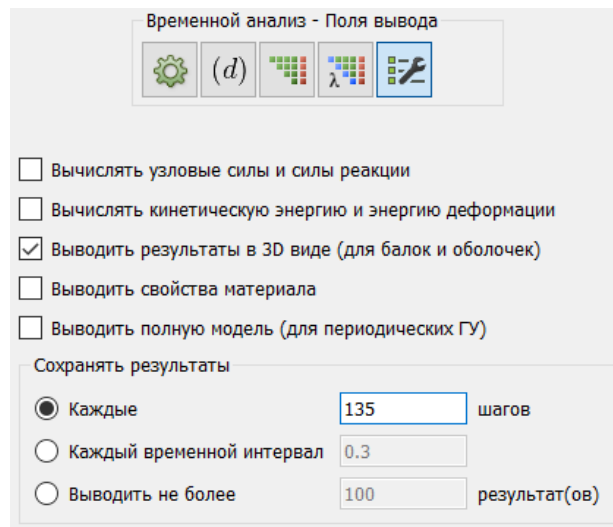 Временной анализ - Поля вывода
(d)
λ
Вычислять узловые силы и силы реакции
Вычислять кинетическую энергию и энергию деформации
Выводить результаты в 3D виде (для балок и оболочек)
Выводить свойства материала
Выводить полную модель (для периодических ГУ)
Сохранять результаты
Каждые 135 шагов
Каждый временной интервал 0.3
Выводить не более 100 результат(ов)